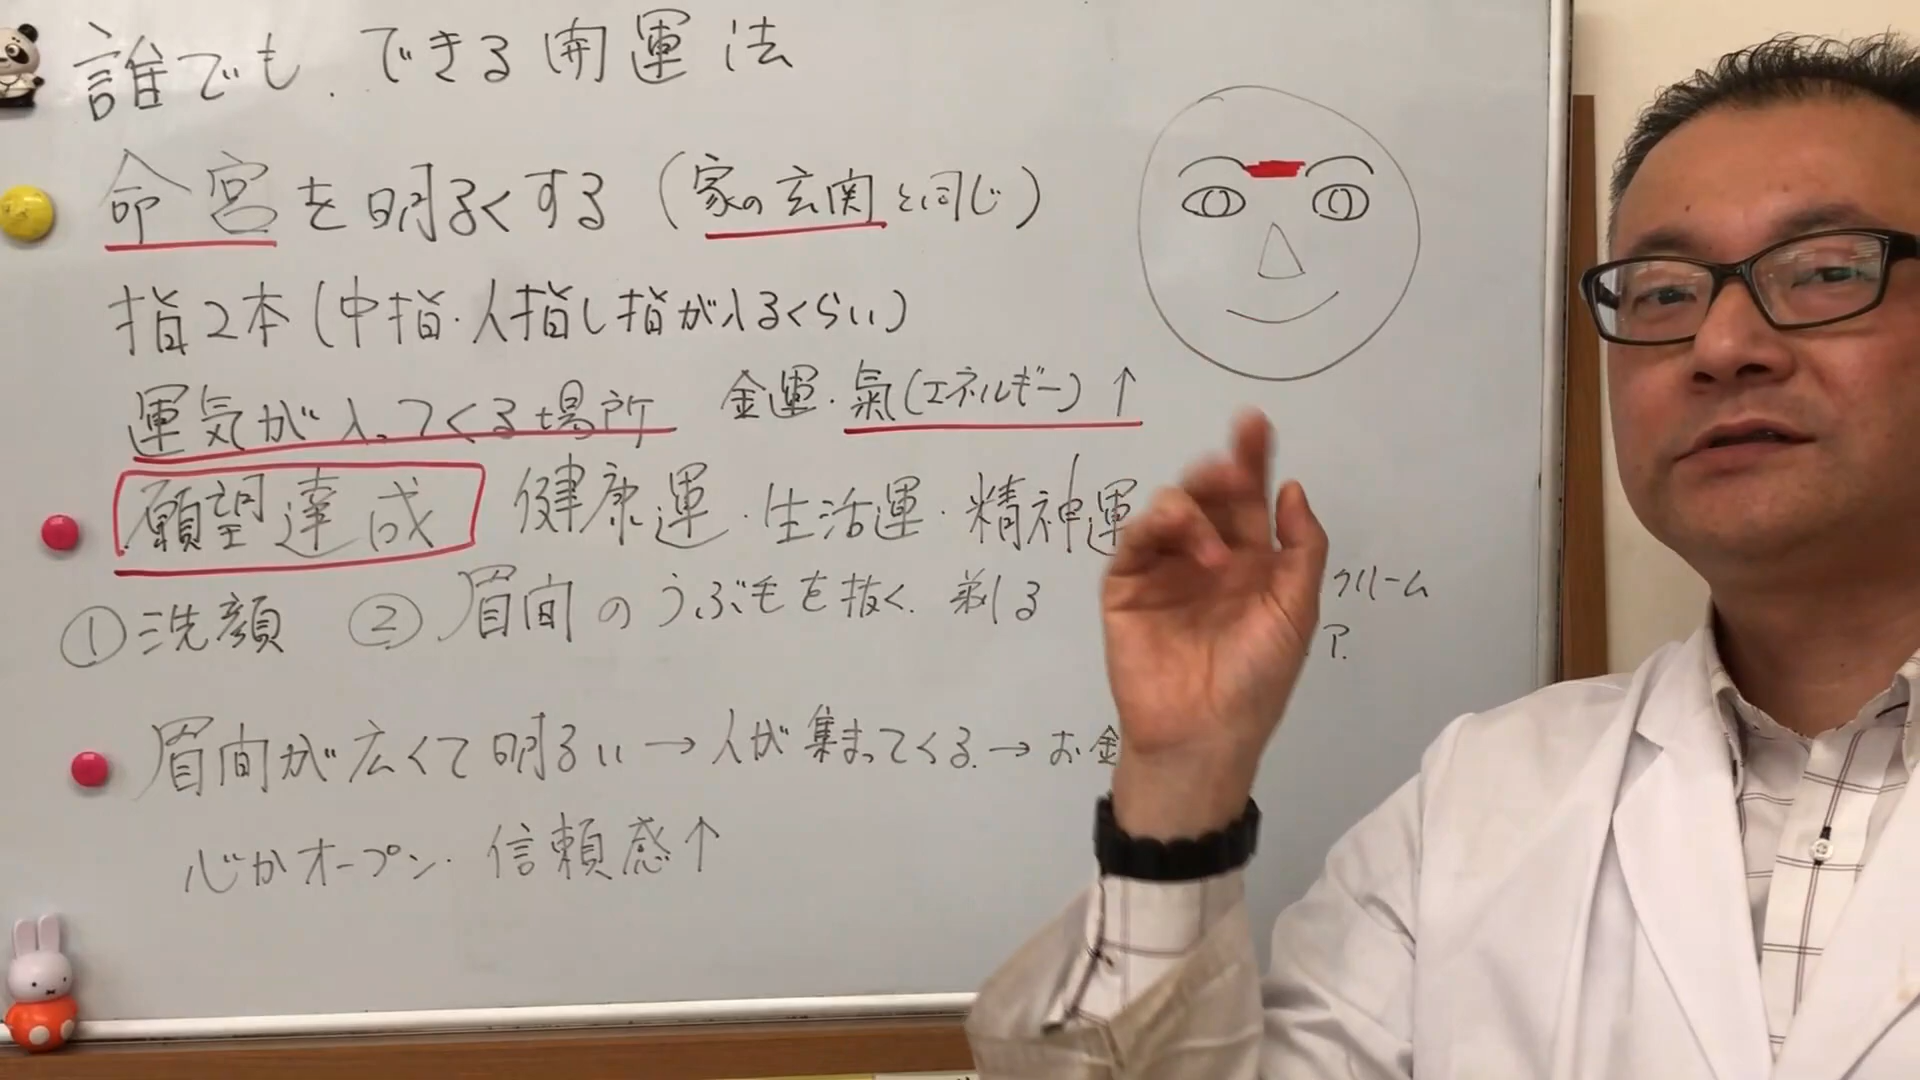 誰でも.できる開運法
命宮を明るくする(家の玄関と同じ)
指2本(中指・人指し指が入るくらい)
運気が入ってくる場所 金運・氣(エネルギー)↑
願望達成 健康運・生活運・精神運
①洗顔 ②眉間のうぶ毛を抜く.剃る
クリーム
ア.
眉間が広くて明るい→人が集まってくる.→お金
心がオープン. 信頼感↑